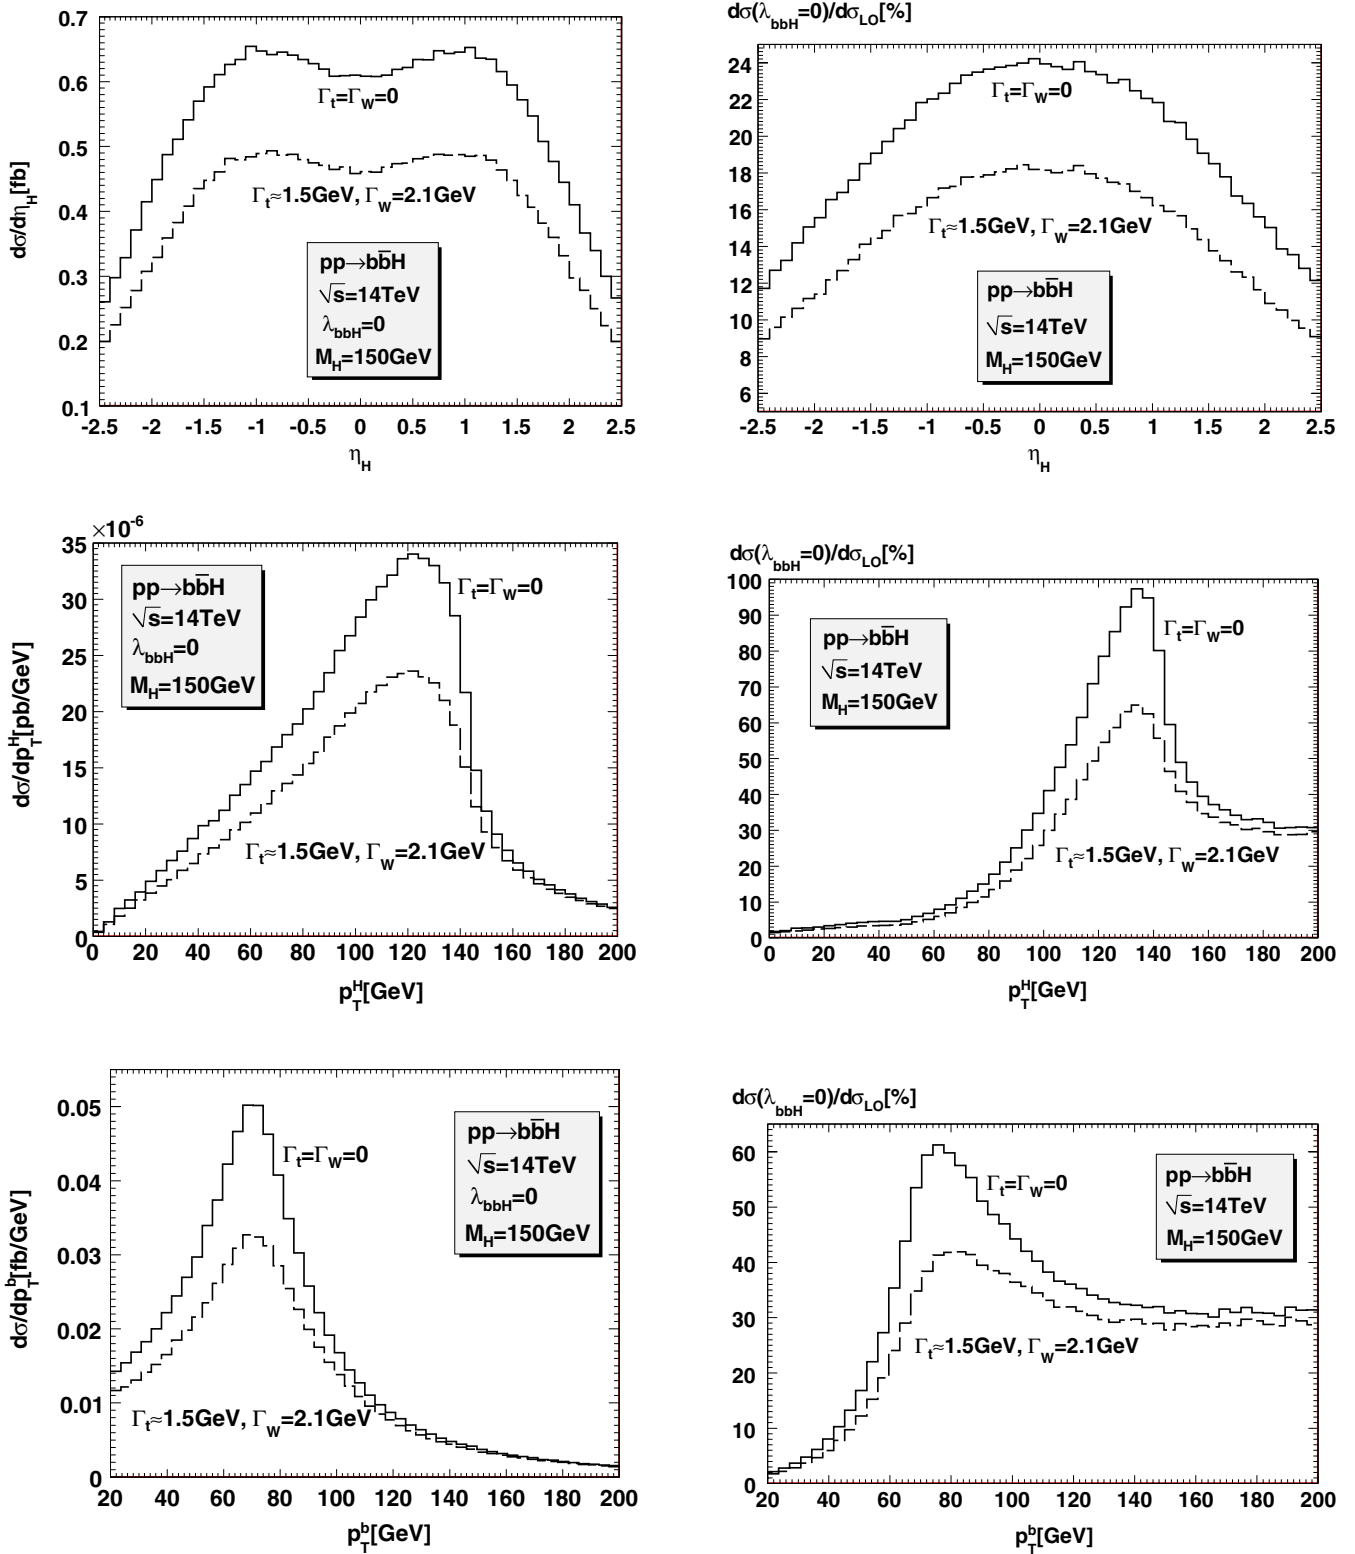 dσ/dη_H[fb]
0.7
0.6
0.5
0.4
0.3
0.2
0.1
Γ_t=Γ_W=0
Γ_t≈1.5GeV, Γ_W=2.1GeV
pp→bb̅H
√s=14TeV
λ_bbH=0
M_H=150GeV
-2.5 -2 -1.5 -1 -0.5 0 0.5 1 1.5 2 2.5
η_H
dσ(λ_bbH=0)/dσ_LO[%]
24
22
20
18
16
14
12
10
8
6
Γ_t=Γ_W=0
Γ_t≈1.5GeV, Γ_W=2.1GeV
pp→bb̅H
√s=14TeV
M_H=150GeV
-2.5 -2 -1.5 -1 -0.5 0 0.5 1 1.5 2 2.5
η_H
×10^-6
dσ/dp_T^H[pb/GeV]
35
30
25
20
15
10
5
0
pp→bb̅H
√s=14TeV
λ_bbH=0
M_H=150GeV
Γ_t=Γ_W=0
Γ_t≈1.5GeV, Γ_W=2.1GeV
0 20 40 60 80 100 120 140 160 180 200
p_T^H[GeV]
dσ(λ_bbH=0)/dσ_LO[%]
100
90
80
70
60
50
40
30
20
10
0
pp→bb̅H
√s=14TeV
M_H=150GeV
Γ_t=Γ_W=0
Γ_t≈1.5GeV, Γ_W=2.1GeV
0 20 40 60 80 100 120 140 160 180 200
p_T^H[GeV]
dσ/dp_T^b[fb/GeV]
0.05
0.04
0.03
0.02
0.01
0
Γ_t=Γ_W=0
pp→bb̅H
√s=14TeV
λ_bbH=0
M_H=150GeV
Γ_t≈1.5GeV, Γ_W=2.1GeV
20 40 60 80 100 120 140 160 180 200
p_T^b[GeV]
dσ(λ_bbH=0)/dσ_LO[%]
60
50
40
30
20
10
0
Γ_t=Γ_W=0
pp→bb̅H
√s=14TeV
M_H=150GeV
Γ_t≈1.5GeV, Γ_W=2.1GeV
20 40 60 80 100 120 140 160 180 200
p_T^b[GeV]